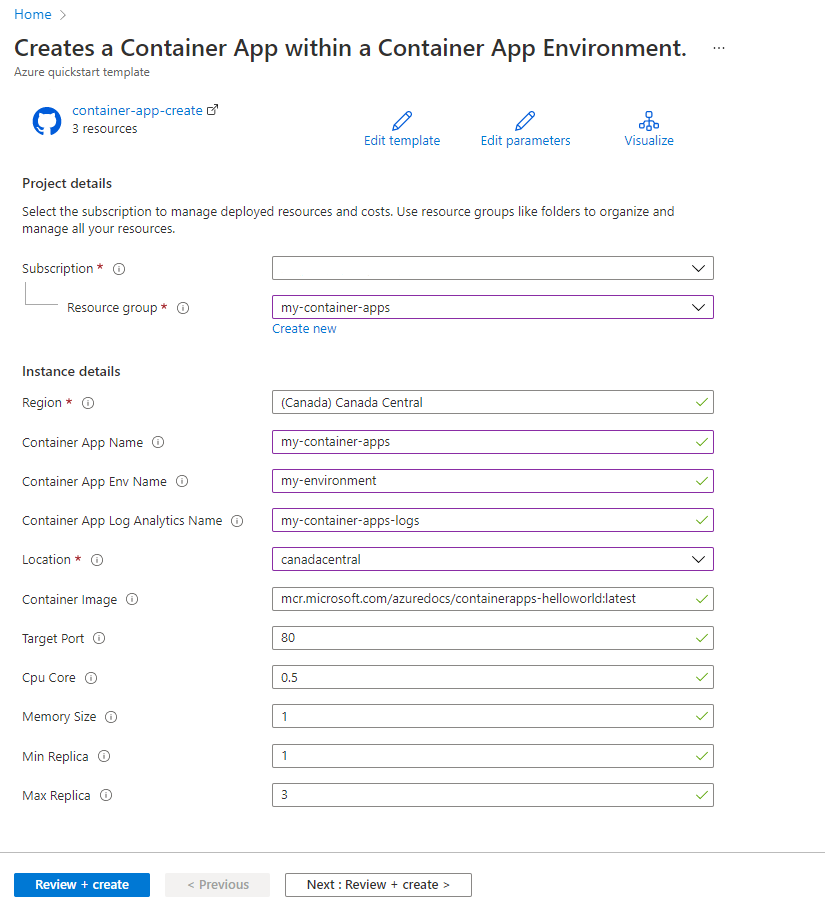 Home >
Creates a Container App within a Container App Environment. ...
Azure quickstart template
container-app-create
3 resources
Edit template
Edit parameters
Visualize
Project details
Select the subscription to manage deployed resources and costs. Use resource groups like folders to organize and
manage all your resources.
Subscription *
Resource group *
my-container-apps
Create new
Instance details
Region *
(Canada) Canada Central
Container App Name
my-container-apps
Container App Env Name
my-environment
Container App Log Analytics Name
my-container-apps-logs
Location *
canadacentral
Container Image
mcr.microsoft.com/azuredocs/containerapps-helloworld:latest
Target Port
80
Cpu Core
0.5
Memory Size
1
Min Replica
1
Max Replica
3
Review + create
< Previous
Next : Review + create >